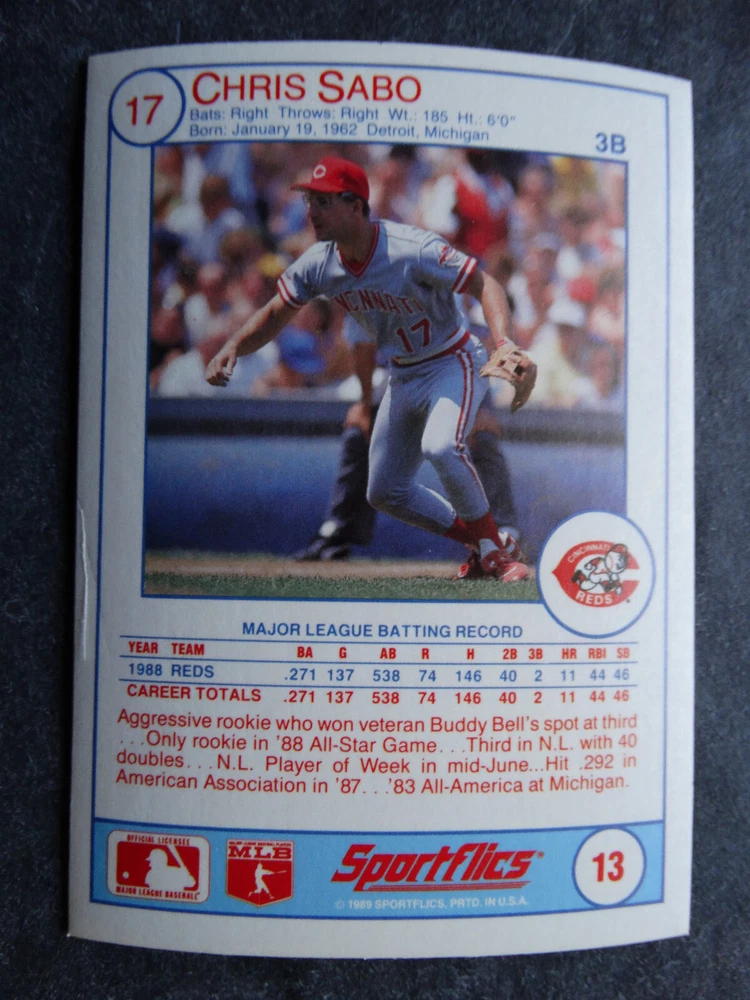 17
CHRIS SABO
Bats: Right Throws: Right Wt.: 185 Ht.: 6'0"
Born: January 19, 1962 Detroit, Michigan
3B
CINCINNATI
17
CINCINNATI
REDS
MAJOR LEAGUE BATTING RECORD
YEAR TEAM BA G AB R H 2B 3B HR RBI SB
1988 REDS .271 137 538 74 146 40 2 11 44 46
CAREER TOTALS .271 137 538 74 146 40 2 11 44 46
Aggressive rookie who won veteran Buddy Bell's spot at third
. . .Only rookie in '88 All-Star Game. . .Third in N.L. with 40
doubles. . .N.L. Player of Week in mid-June...Hit .292 in
American Association in '87. . .'83 All-America at Michigan.
OFFICIAL LICENSEE
MAJOR LEAGUE BASEBALL
MAJOR LEAGUE BASEBALL PLAYERS
MLB
Sportflics
© 1989 SPORTFLICS, PRTD. IN U.S.A.
13